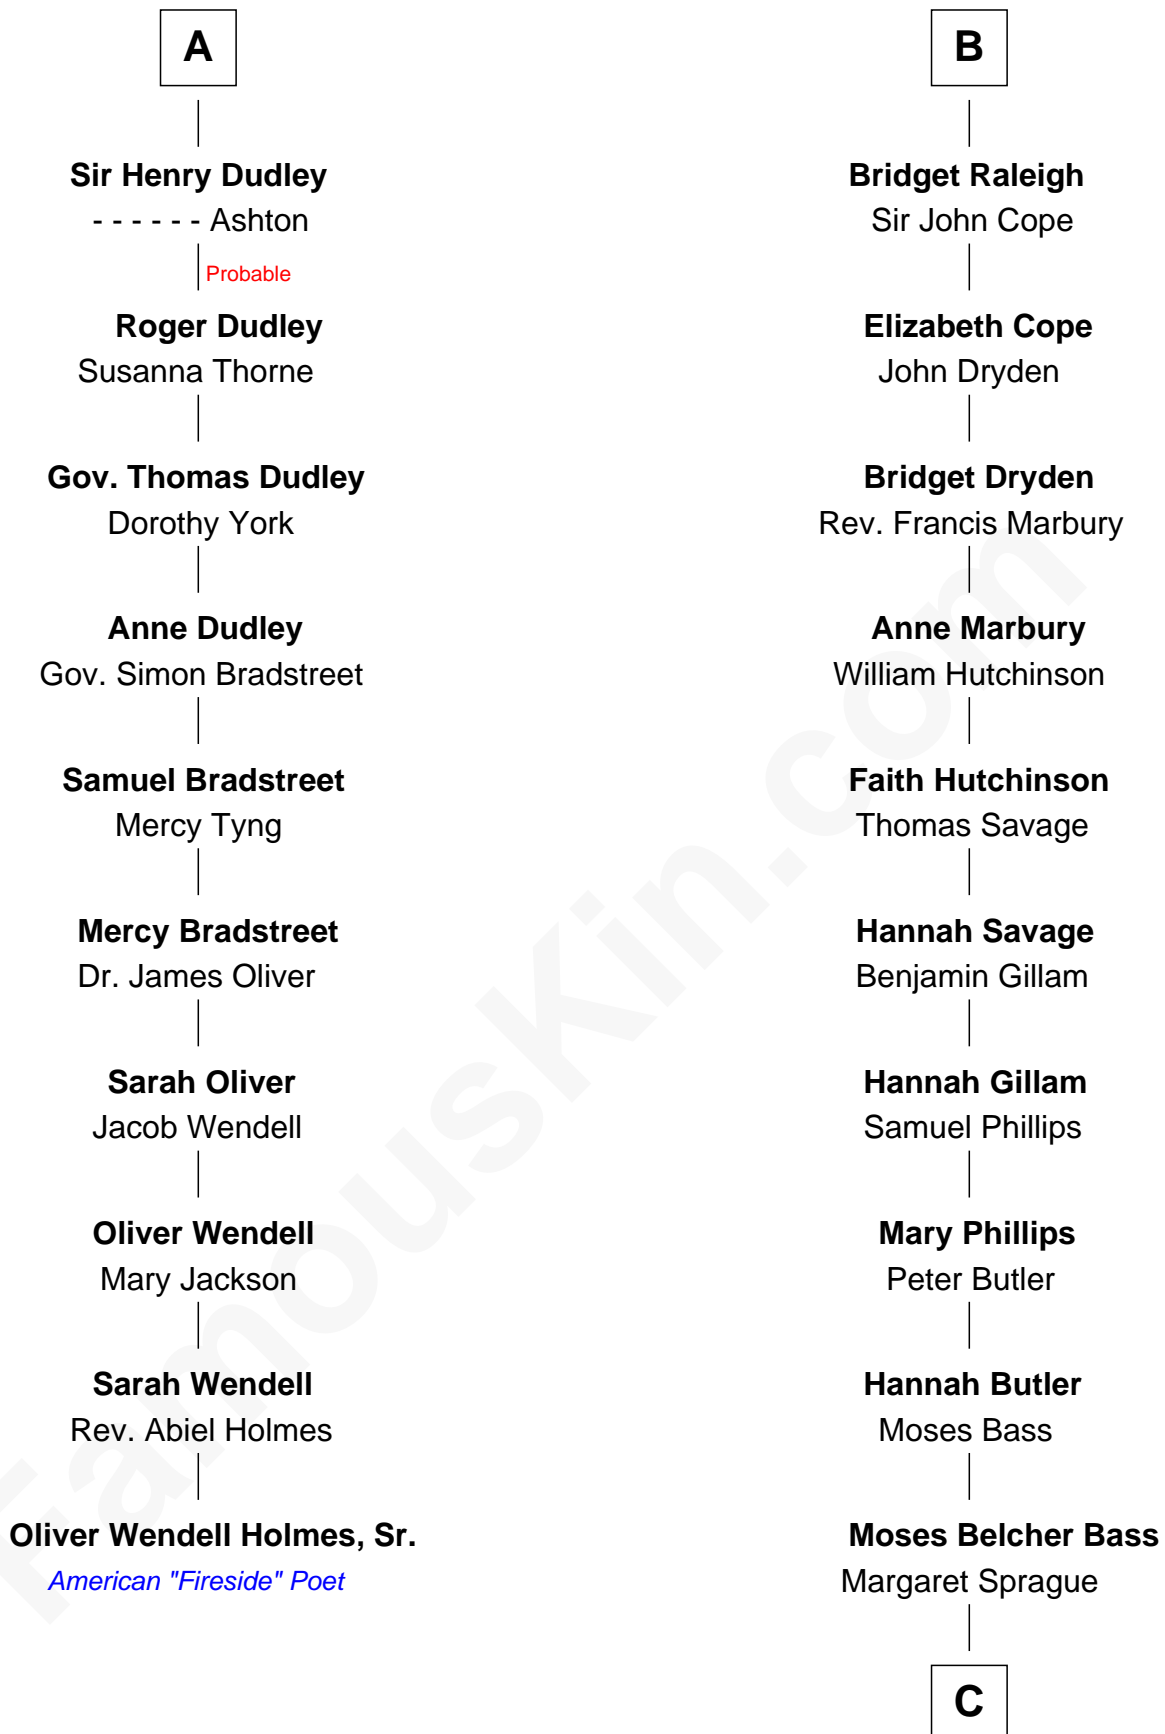 A
Sir Henry Dudley
- - - - - - Ashton
Probable
Roger Dudley
Susanna Thorne
Gov. Thomas Dudley
Dorothy York
Anne Dudley
Gov. Simon Bradstreet
Samuel Bradstreet
Mercy Tyng
Mercy Bradstreet
Dr. James Oliver
Sarah Oliver
Jacob Wendell
Oliver Wendell
Mary Jackson
Sarah Wendell
Rev. Abiel Holmes
Oliver Wendell Holmes, Sr.
American "Fireside" Poet
B
Bridget Raleigh
Sir John Cope
Elizabeth Cope
John Dryden
Bridget Dryden
Rev. Francis Marbury
Anne Marbury
William Hutchinson
Faith Hutchinson
Thomas Savage
Hannah Savage
Benjamin Gillam
Hannah Gillam
Samuel Phillips
Mary Phillips
Peter Butler
Hannah Butler
Moses Bass
Moses Belcher Bass
Margaret Sprague
C
FamousKin.com